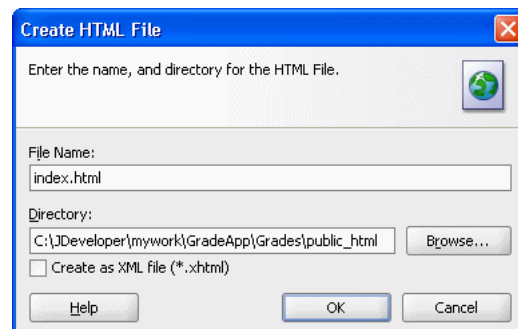 Create HTML File
Enter the name, and directory for the HTML File.
File Name:
index.html
Directory:
C:\JDeveloper\mywork\GradeApp\Grades\public_html
Browse...
Create as XML file (*.xhtml)
Help
OK
Cancel